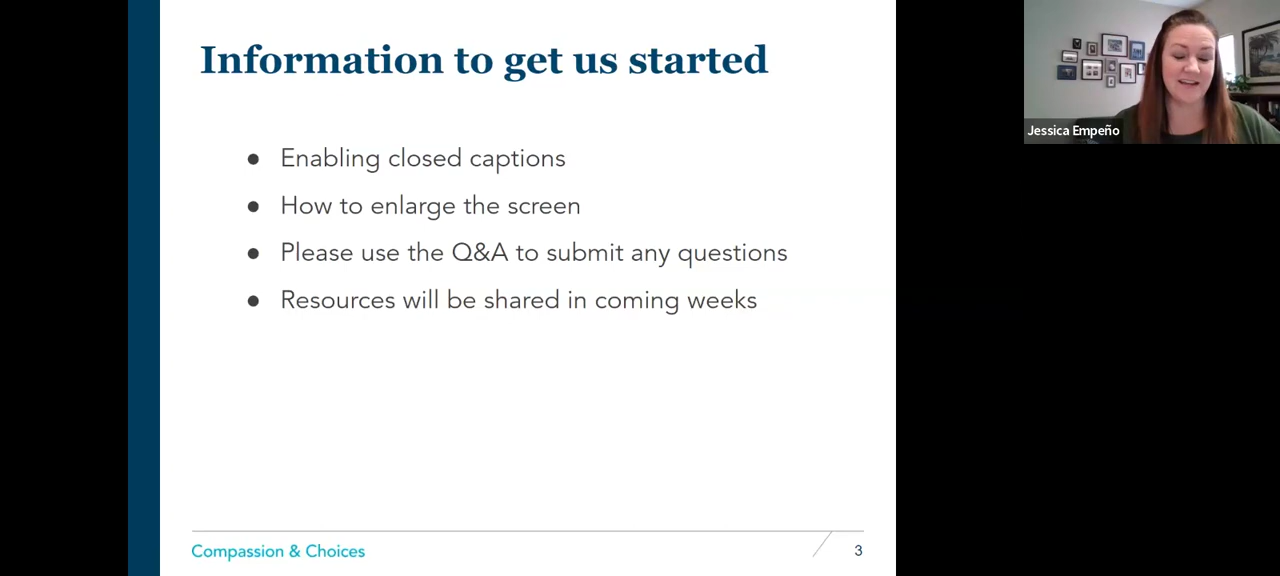 Information to get us started
● Enabling closed captions
● How to enlarge the screen
● Please use the Q&A to submit any questions
● Resources will be shared in coming weeks
Compassion & Choices
3
Jessica Empeño